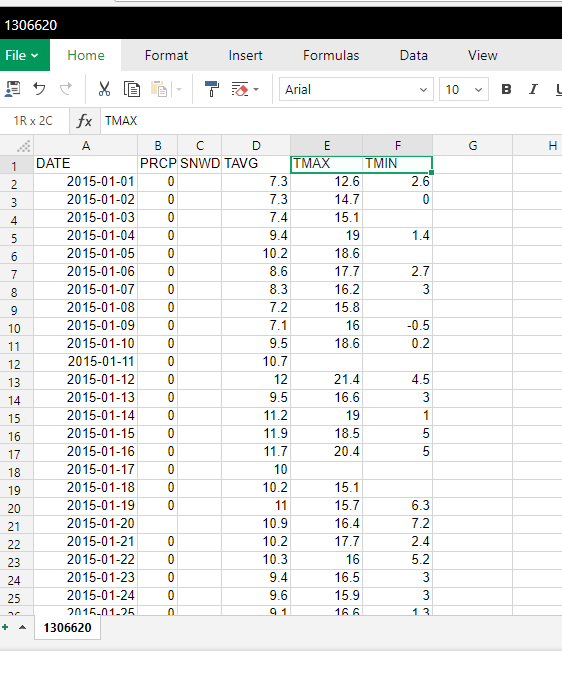 1306620
File Home Format Insert Formulas Data View
Arial 10 B I U
1R x 2C fx TMAX
A B C D E F G H
1 DATE PRCP SNWD TAVG TMAX TMIN
2 2015-01-01 0 7.3 12.6 2.6
3 2015-01-02 0 7.3 14.7 0
4 2015-01-03 0 7.4 15.1
5 2015-01-04 0 9.4 19 1.4
6 2015-01-05 0 10.2 18.6
7 2015-01-06 0 8.6 17.7 2.7
8 2015-01-07 0 8.3 16.2 3
9 2015-01-08 0 7.2 15.8
10 2015-01-09 0 7.1 16 -0.5
11 2015-01-10 0 9.5 18.6 0.2
12 2015-01-11 0 10.7
13 2015-01-12 0 12 21.4 4.5
14 2015-01-13 0 9.5 16.6 3
15 2015-01-14 0 11.2 19 1
16 2015-01-15 0 11.9 18.5 5
17 2015-01-16 0 11.7 20.4 5
18 2015-01-17 0 10
19 2015-01-18 0 10.2 15.1
20 2015-01-19 0 11 15.7 6.3
21 2015-01-20 10.9 16.4 7.2
22 2015-01-21 0 10.2 17.7 2.4
23 2015-01-22 0 10.3 16 5.2
24 2015-01-23 0 9.4 16.5 3
25 2015-01-24 0 9.6 15.9 3
26 2015-01-25 0 9.1 16.6 1.3
1306620